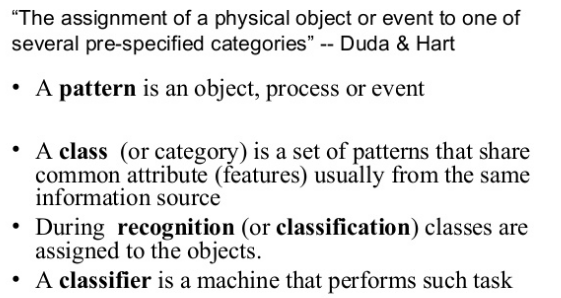 “The assignment of a physical object or event to one of
several pre-specified categories” -- Duda & Hart
• A pattern is an object, process or event
• A class (or category) is a set of patterns that share
common attribute (features) usually from the same
information source
• During recognition (or classification) classes are
assigned to the objects.
• A classifier is a machine that performs such task